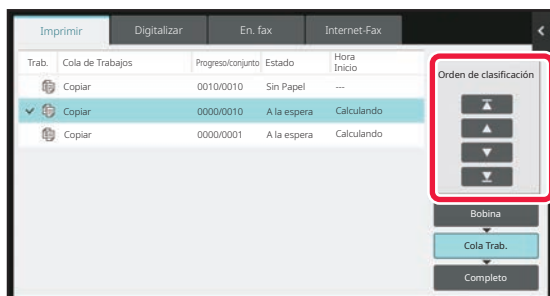 Imprimir Digitalizar En. fax Internet-Fax
Trab. Cola de Trabajos Progreso/conjunto Estado Hora Inicio
Copiar 0010/0010 Sin Papel ---
Copiar 0000/0010 A la espera Calculando
Copiar 0000/0001 A la espera Calculando
Orden de clasificación
Bobina
Cola Trab.
Completo